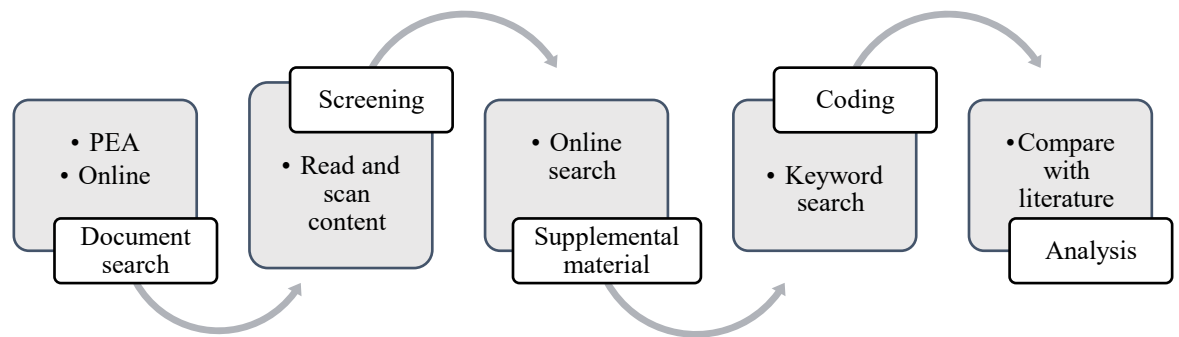 • PEA
• Online
Document
search
Screening
• Read and
scan
content
• Online
search
Supplemental
material
Coding
• Keyword
search
•Compare
with
literature
Analysis